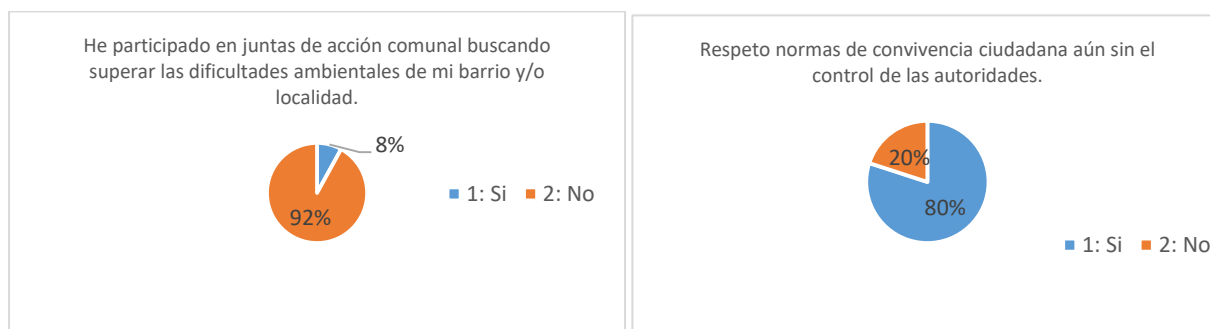 He participado en juntas de acción comunal buscando
superar las dificultades ambientales de mi barrio y/o
localidad.
8%
92%
1: Si 2: No
Respeto normas de convivencia ciudadana aún sin el
control de las autoridades.
20%
80%
1: Si 2: No